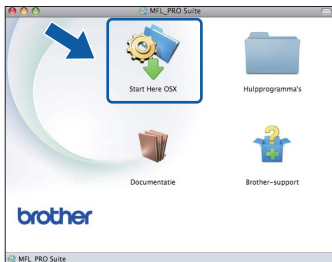 MFL_PRO Suite
Start Here OSX
Hulpprogramma's
Documentatie
Brother-support
brother
MFL_PRO Suite